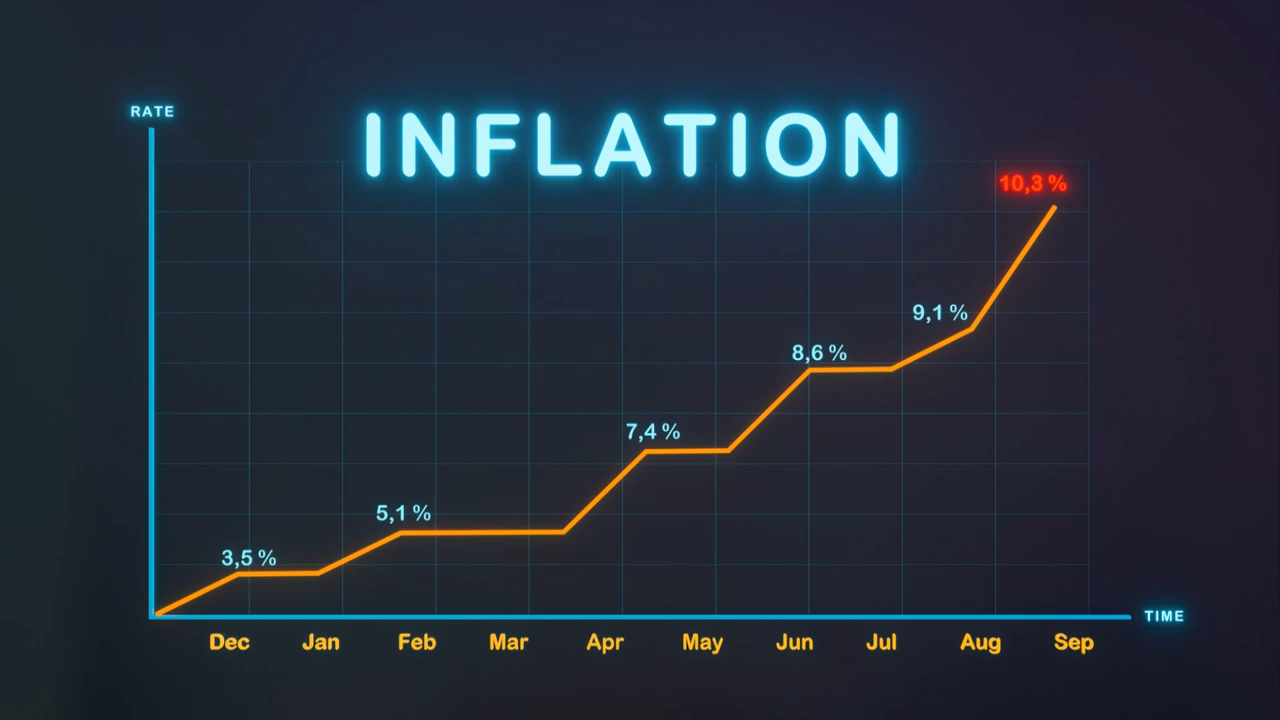 RATE
INFLATION
10,3 %
9,1 %
8,6 %
7,4 %
5,1 %
3,5 %
TIME
Dec Jan Feb Mar Apr May Jun Jul Aug Sep